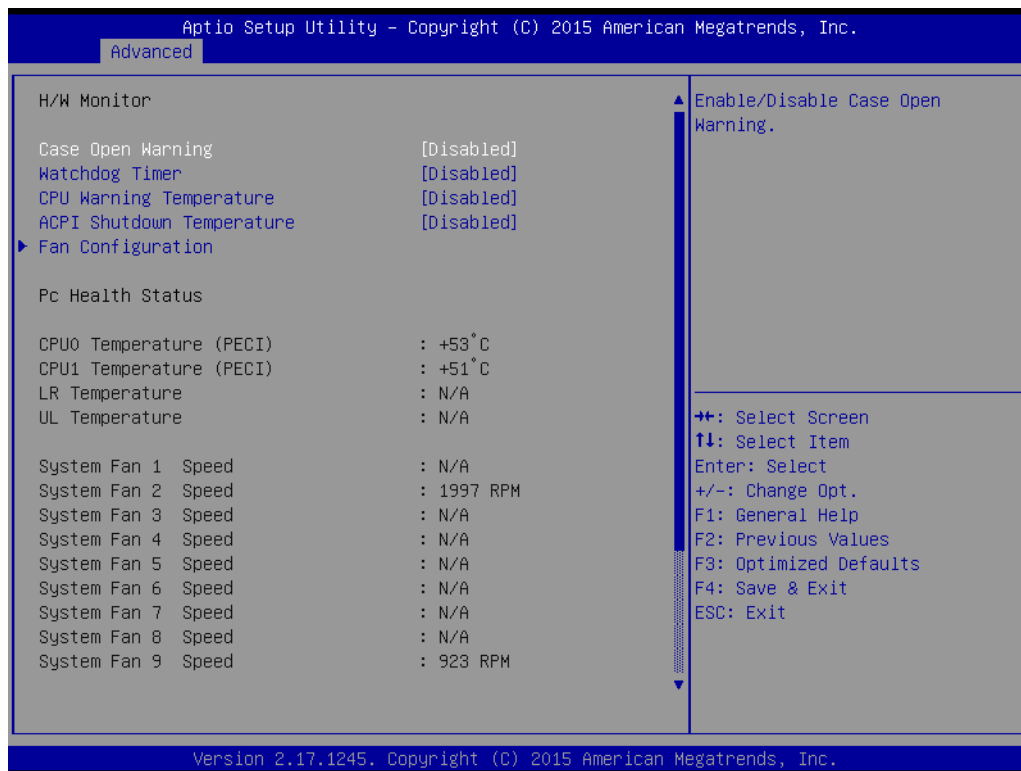 Aptio Setup Utility – Copyright (C) 2015 American Megatrends, Inc.
Advanced
H/W Monitor
Case Open Warning [Disabled]
Watchdog Timer [Disabled]
CPU Warning Temperature [Disabled]
ACPI Shutdown Temperature [Disabled]
Fan Configuration
Pc Health Status
CPU0 Temperature (PECI) : +53°C
CPU1 Temperature (PECI) : +51°C
LR Temperature : N/A
UL Temperature : N/A
System Fan 1 Speed : N/A
System Fan 2 Speed : 1997 RPM
System Fan 3 Speed : N/A
System Fan 4 Speed : N/A
System Fan 5 Speed : N/A
System Fan 6 Speed : N/A
System Fan 7 Speed : N/A
System Fan 8 Speed : N/A
System Fan 9 Speed : 923 RPM
Enable/Disable Case Open
Warning.
→←: Select Screen
↑↓: Select Item
Enter: Select
+/-: Change Opt.
F1: General Help
F2: Previous Values
F3: Optimized Defaults
F4: Save & Exit
ESC: Exit
Version 2.17.1245. Copyright (C) 2015 American Megatrends, Inc.